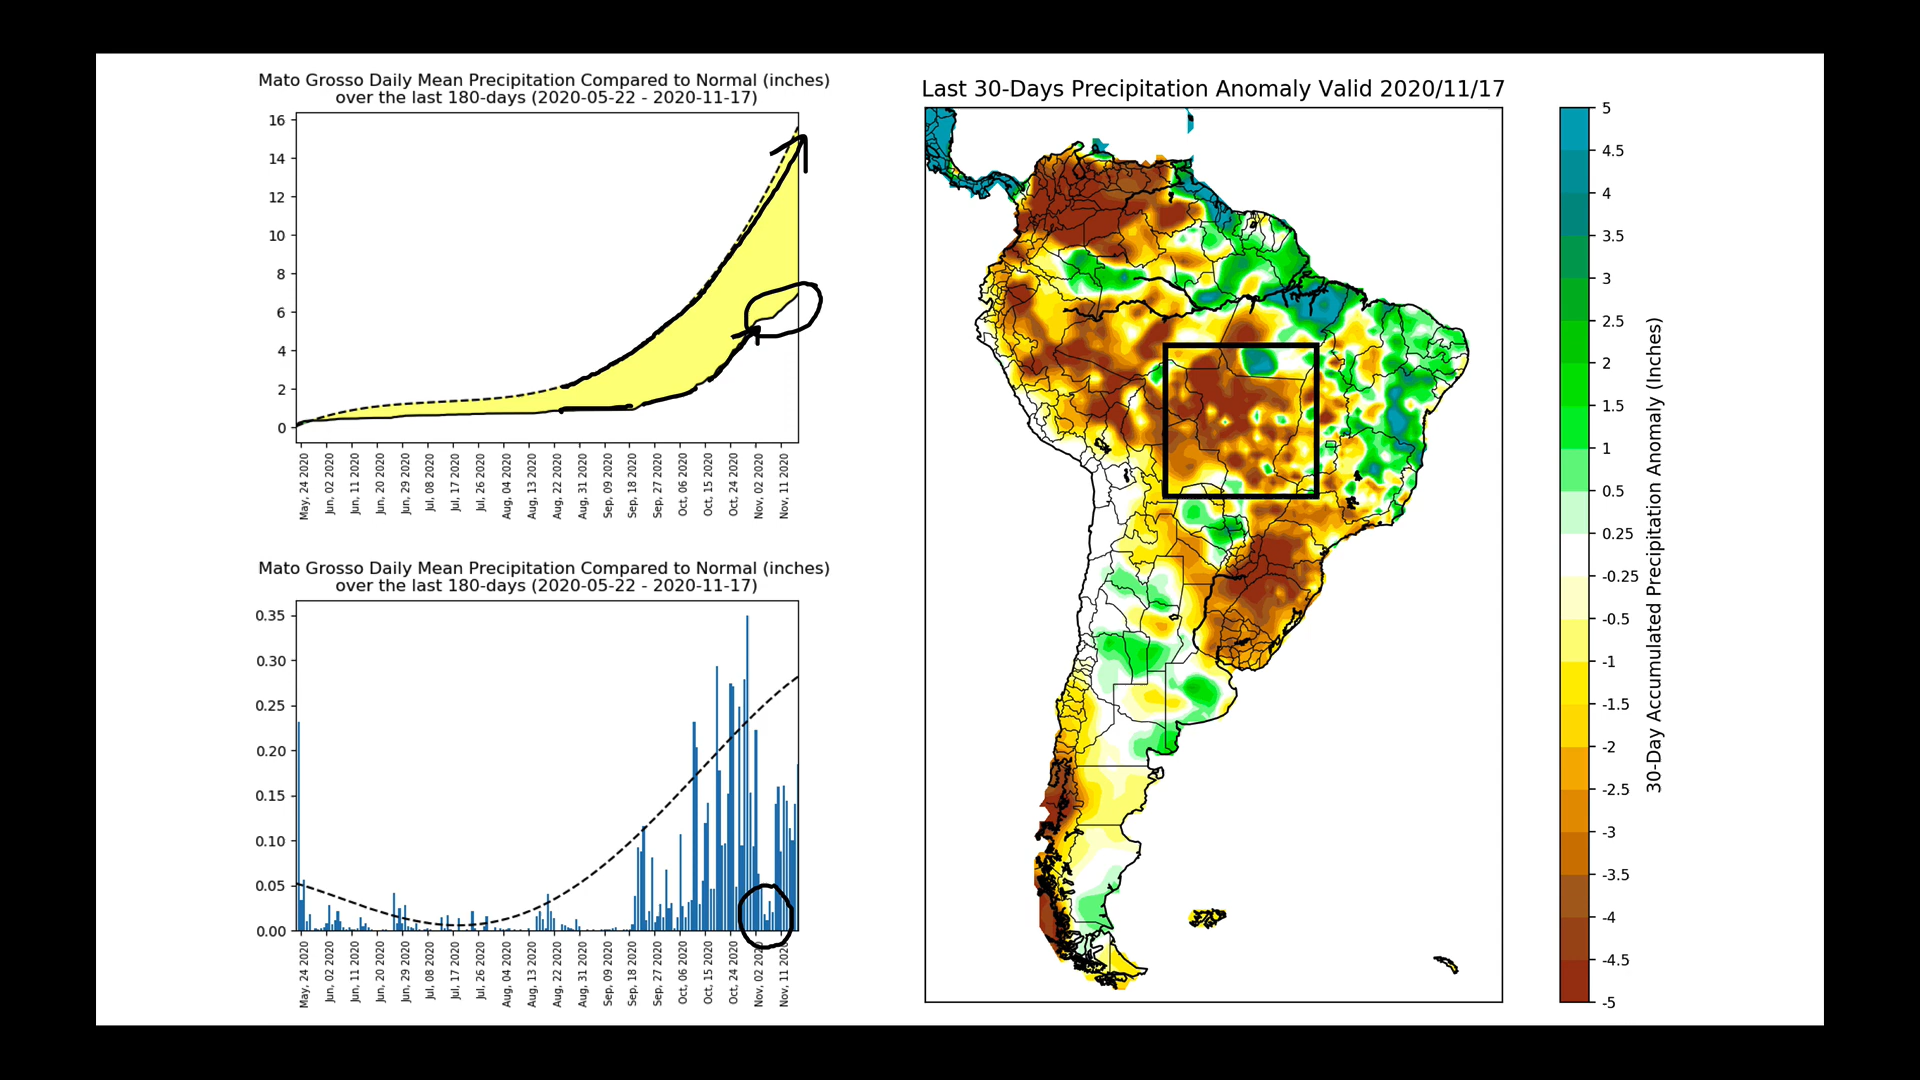 Mato Grosso Daily Mean Precipitation Compared to Normal (inches)
over the last 180-days (2020-05-22 - 2020-11-17)
16
14
12
10
8
6
4
2
0
May, 24 2020
Jun, 02 2020
Jun, 11 2020
Jun, 20 2020
Jun, 29 2020
Jul, 08 2020
Jul, 17 2020
Jul, 26 2020
Aug, 04 2020
Aug, 13 2020
Aug, 22 2020
Aug, 31 2020
Sep, 09 2020
Sep, 18 2020
Sep, 27 2020
Oct, 06 2020
Oct, 15 2020
Oct, 24 2020
Nov, 02 2020
Nov, 11 2020
Mato Grosso Daily Mean Precipitation Compared to Normal (inches)
over the last 180-days (2020-05-22 - 2020-11-17)
0.35
0.30
0.25
0.20
0.15
0.10
0.05
0.00
May, 24 2020
Jun, 02 2020
Jun, 11 2020
Jun, 20 2020
Jun, 29 2020
Jul, 08 2020
Jul, 17 2020
Jul, 26 2020
Aug, 04 2020
Aug, 13 2020
Aug, 22 2020
Aug, 31 2020
Sep, 09 2020
Sep, 18 2020
Sep, 27 2020
Oct, 06 2020
Oct, 15 2020
Oct, 24 2020
Nov, 02 2020
Nov, 11 2020
Last 30-Days Precipitation Anomaly Valid 2020/11/17
5
4.5
4
3.5
3
2.5
2
1.5
1
0.5
0.25
-0.25
-0.5
-1
-1.5
-2
-2.5
-3
-3.5
-4
-4.5
-5
30-Day Accumulated Precipitation Anomaly (Inches)